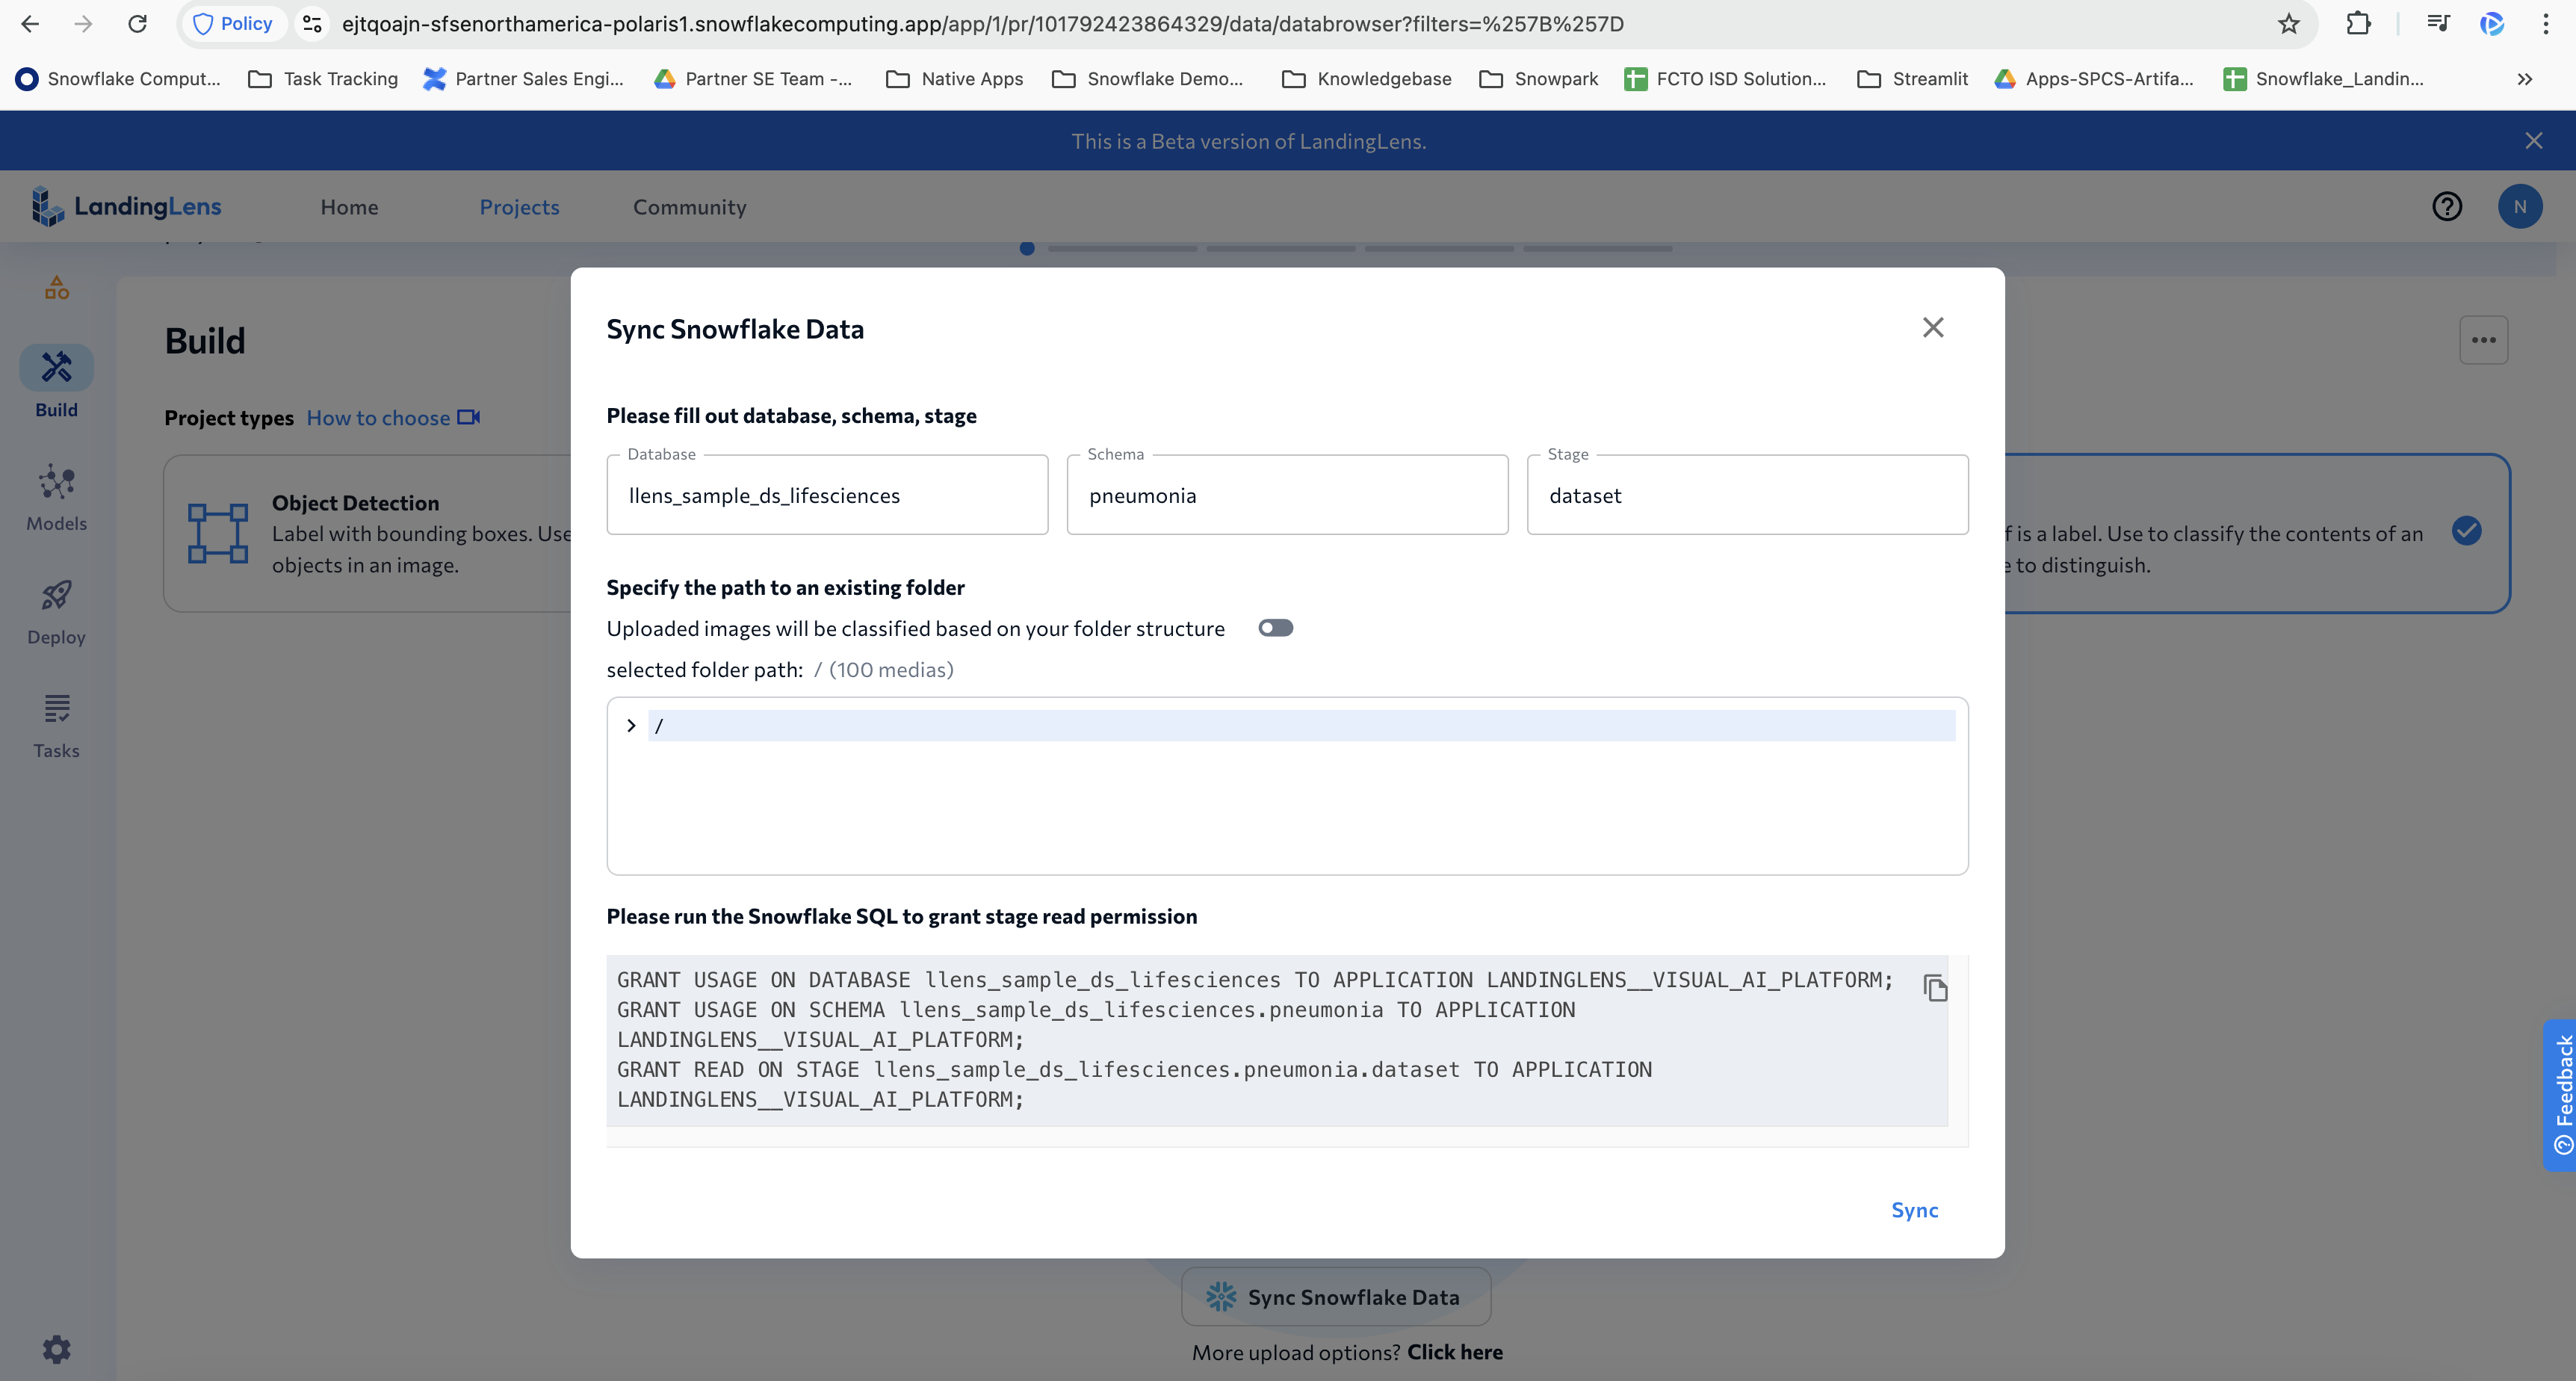 Policy
ejtqoajn-sfsenorthamerica-polaris1.snowflakecomputing.app/app/1/pr/101792423864329/data/databrowser?filters=%257B%257D
Snowflake Comput...
Task Tracking
Partner Sales Engi...
Partner SE Team -...
Native Apps
Snowflake Demo...
Knowledgebase
Snowpark
FCTO ISD Solution...
Streamlit
Apps-SPCS-Artifa...
Snowflake_Landin...
This is a Beta version of LandingLens.
LandingLens
Home
Projects
Community
N
Build
Models
Deploy
Tasks
Build
Project types How to choose
Object Detection
Label with bounding boxes. Use
objects in an image.
f is a label. Use to classify the contents of an
e to distinguish.
Sync Snowflake Data
Please fill out database, schema, stage
Database
llens_sample_ds_lifesciences
Schema
pneumonia
Stage
dataset
Specify the path to an existing folder
Uploaded images will be classified based on your folder structure
selected folder path: / (100 medias)
/
Please run the Snowflake SQL to grant stage read permission
GRANT USAGE ON DATABASE llens_sample_ds_lifesciences TO APPLICATION LANDINGLENS__VISUAL_AI_PLATFORM;
GRANT USAGE ON SCHEMA llens_sample_ds_lifesciences.pneumonia TO APPLICATION
LANDINGLENS__VISUAL_AI_PLATFORM;
GRANT READ ON STAGE llens_sample_ds_lifesciences.pneumonia.dataset TO APPLICATION
LANDINGLENS__VISUAL_AI_PLATFORM;
Sync
Sync Snowflake Data
More upload options? Click here
Feedback